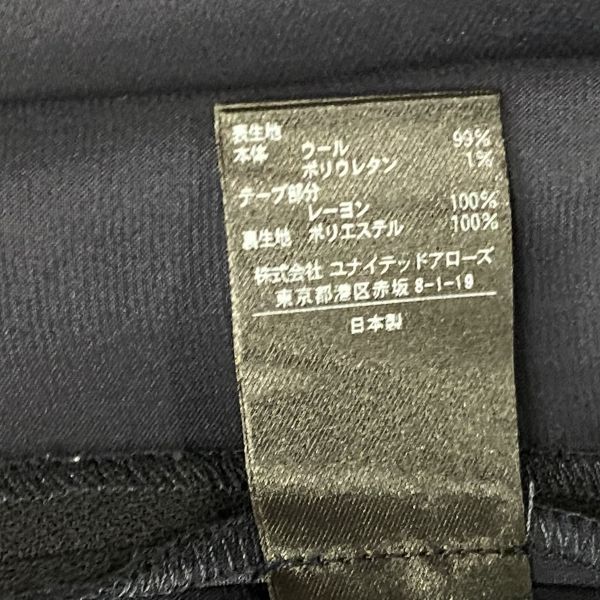 表生地
本体 ウール 99%
ポリウレタン 1%
テープ部分
レーヨン 100%
裏生地 ポリエステル 100%
株式会社 ユナイテッドアローズ
東京都港区赤坂 8-1-19
日本製